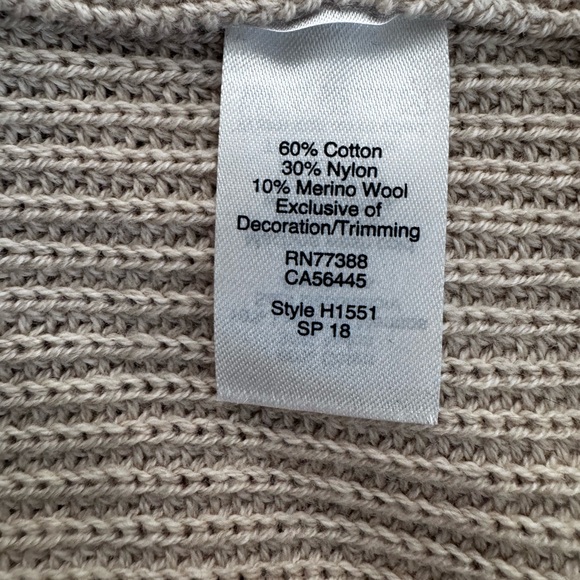 60% Cotton
30% Nylon
10% Merino Wool
Exclusive of
Decoration/Trimming
RN77388
CA56445
Style H1551
SP 18